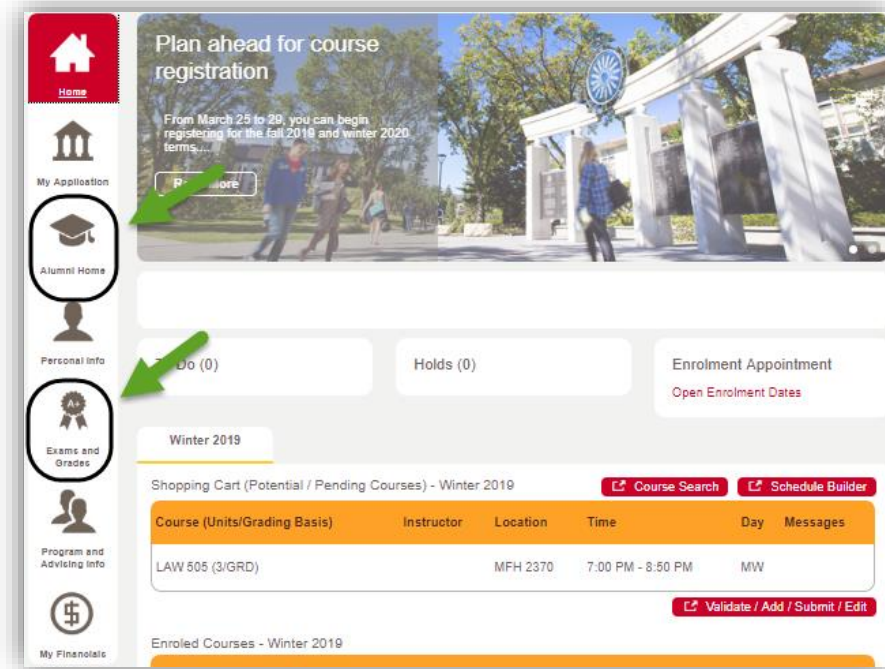 Home
My Application
Alumni Home
Personal Info
A+
Exams and
Grades
Program and
Advising Info
$
My Financials
Plan ahead for course
registration
From March 25 to 29, you can begin
registering for the fall 2019 and winter 2020
terms....
Do (0)
Holds (0)
Enrolment Appointment
Open Enrolment Dates
Winter 2019
Shopping Cart (Potential / Pending Courses) - Winter 2019
Course Search
Schedule Builder
Course (Units/Grading Basis) Instructor Location Time Day Messages
LAW 505 (3/GRD) MFH 2370 7:00 PM - 8:50 PM MW
Validate / Add / Submit / Edit
Enroled Courses - Winter 2019